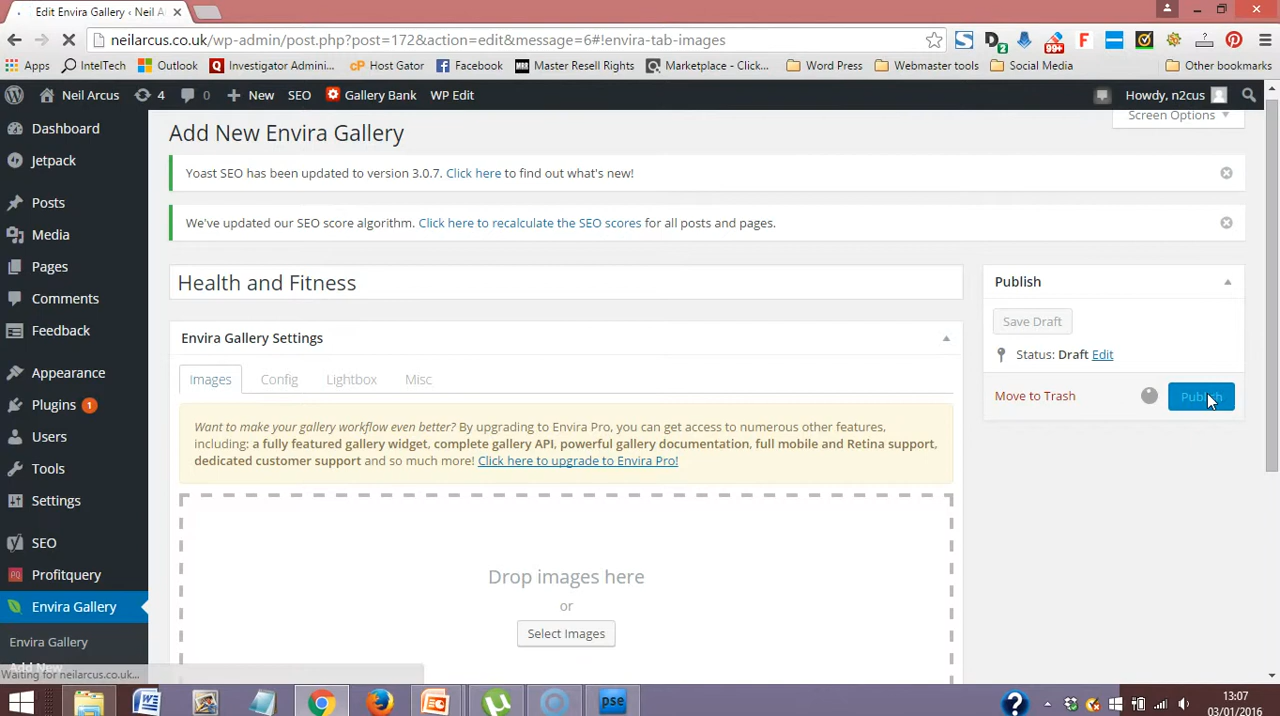 Edit Envira Gallery ‹ Neil A
neilarcus.co.uk/wp-admin/post.php?post=172&action=edit&message=6#!envira-tab-images
Apps IntelTech Outlook Investigator Admini... Host Gator Facebook Master Resell Rights Marketplace - Click... Word Press Webmaster tools Social Media Other bookmarks
Neil Arcus 4 0 New SEO Gallery Bank WP Edit Howdy, n2cus
Screen Options
Dashboard
Jetpack
Posts
Media
Pages
Comments
Feedback
Appearance
Plugins 1
Users
Tools
Settings
SEO
Profitquery
Envira Gallery
Envira Gallery
Add New
Add New Envira Gallery
Yoast SEO has been updated to version 3.0.7. Click here to find out what's new!
We've updated our SEO score algorithm. Click here to recalculate the SEO scores for all posts and pages.
Health and Fitness
Envira Gallery Settings
Images Config Lightbox Misc
Want to make your gallery workflow even better? By upgrading to Envira Pro, you can get access to numerous other features,
including: a fully featured gallery widget, complete gallery API, powerful gallery documentation, full mobile and Retina support,
dedicated customer support and so much more! Click here to upgrade to Envira Pro!
Drop images here
or
Select Images
Publish
Save Draft
Status: Draft Edit
Move to Trash
Publish
Waiting for neilarcus.co.uk...
pse
13:07
03/01/2016